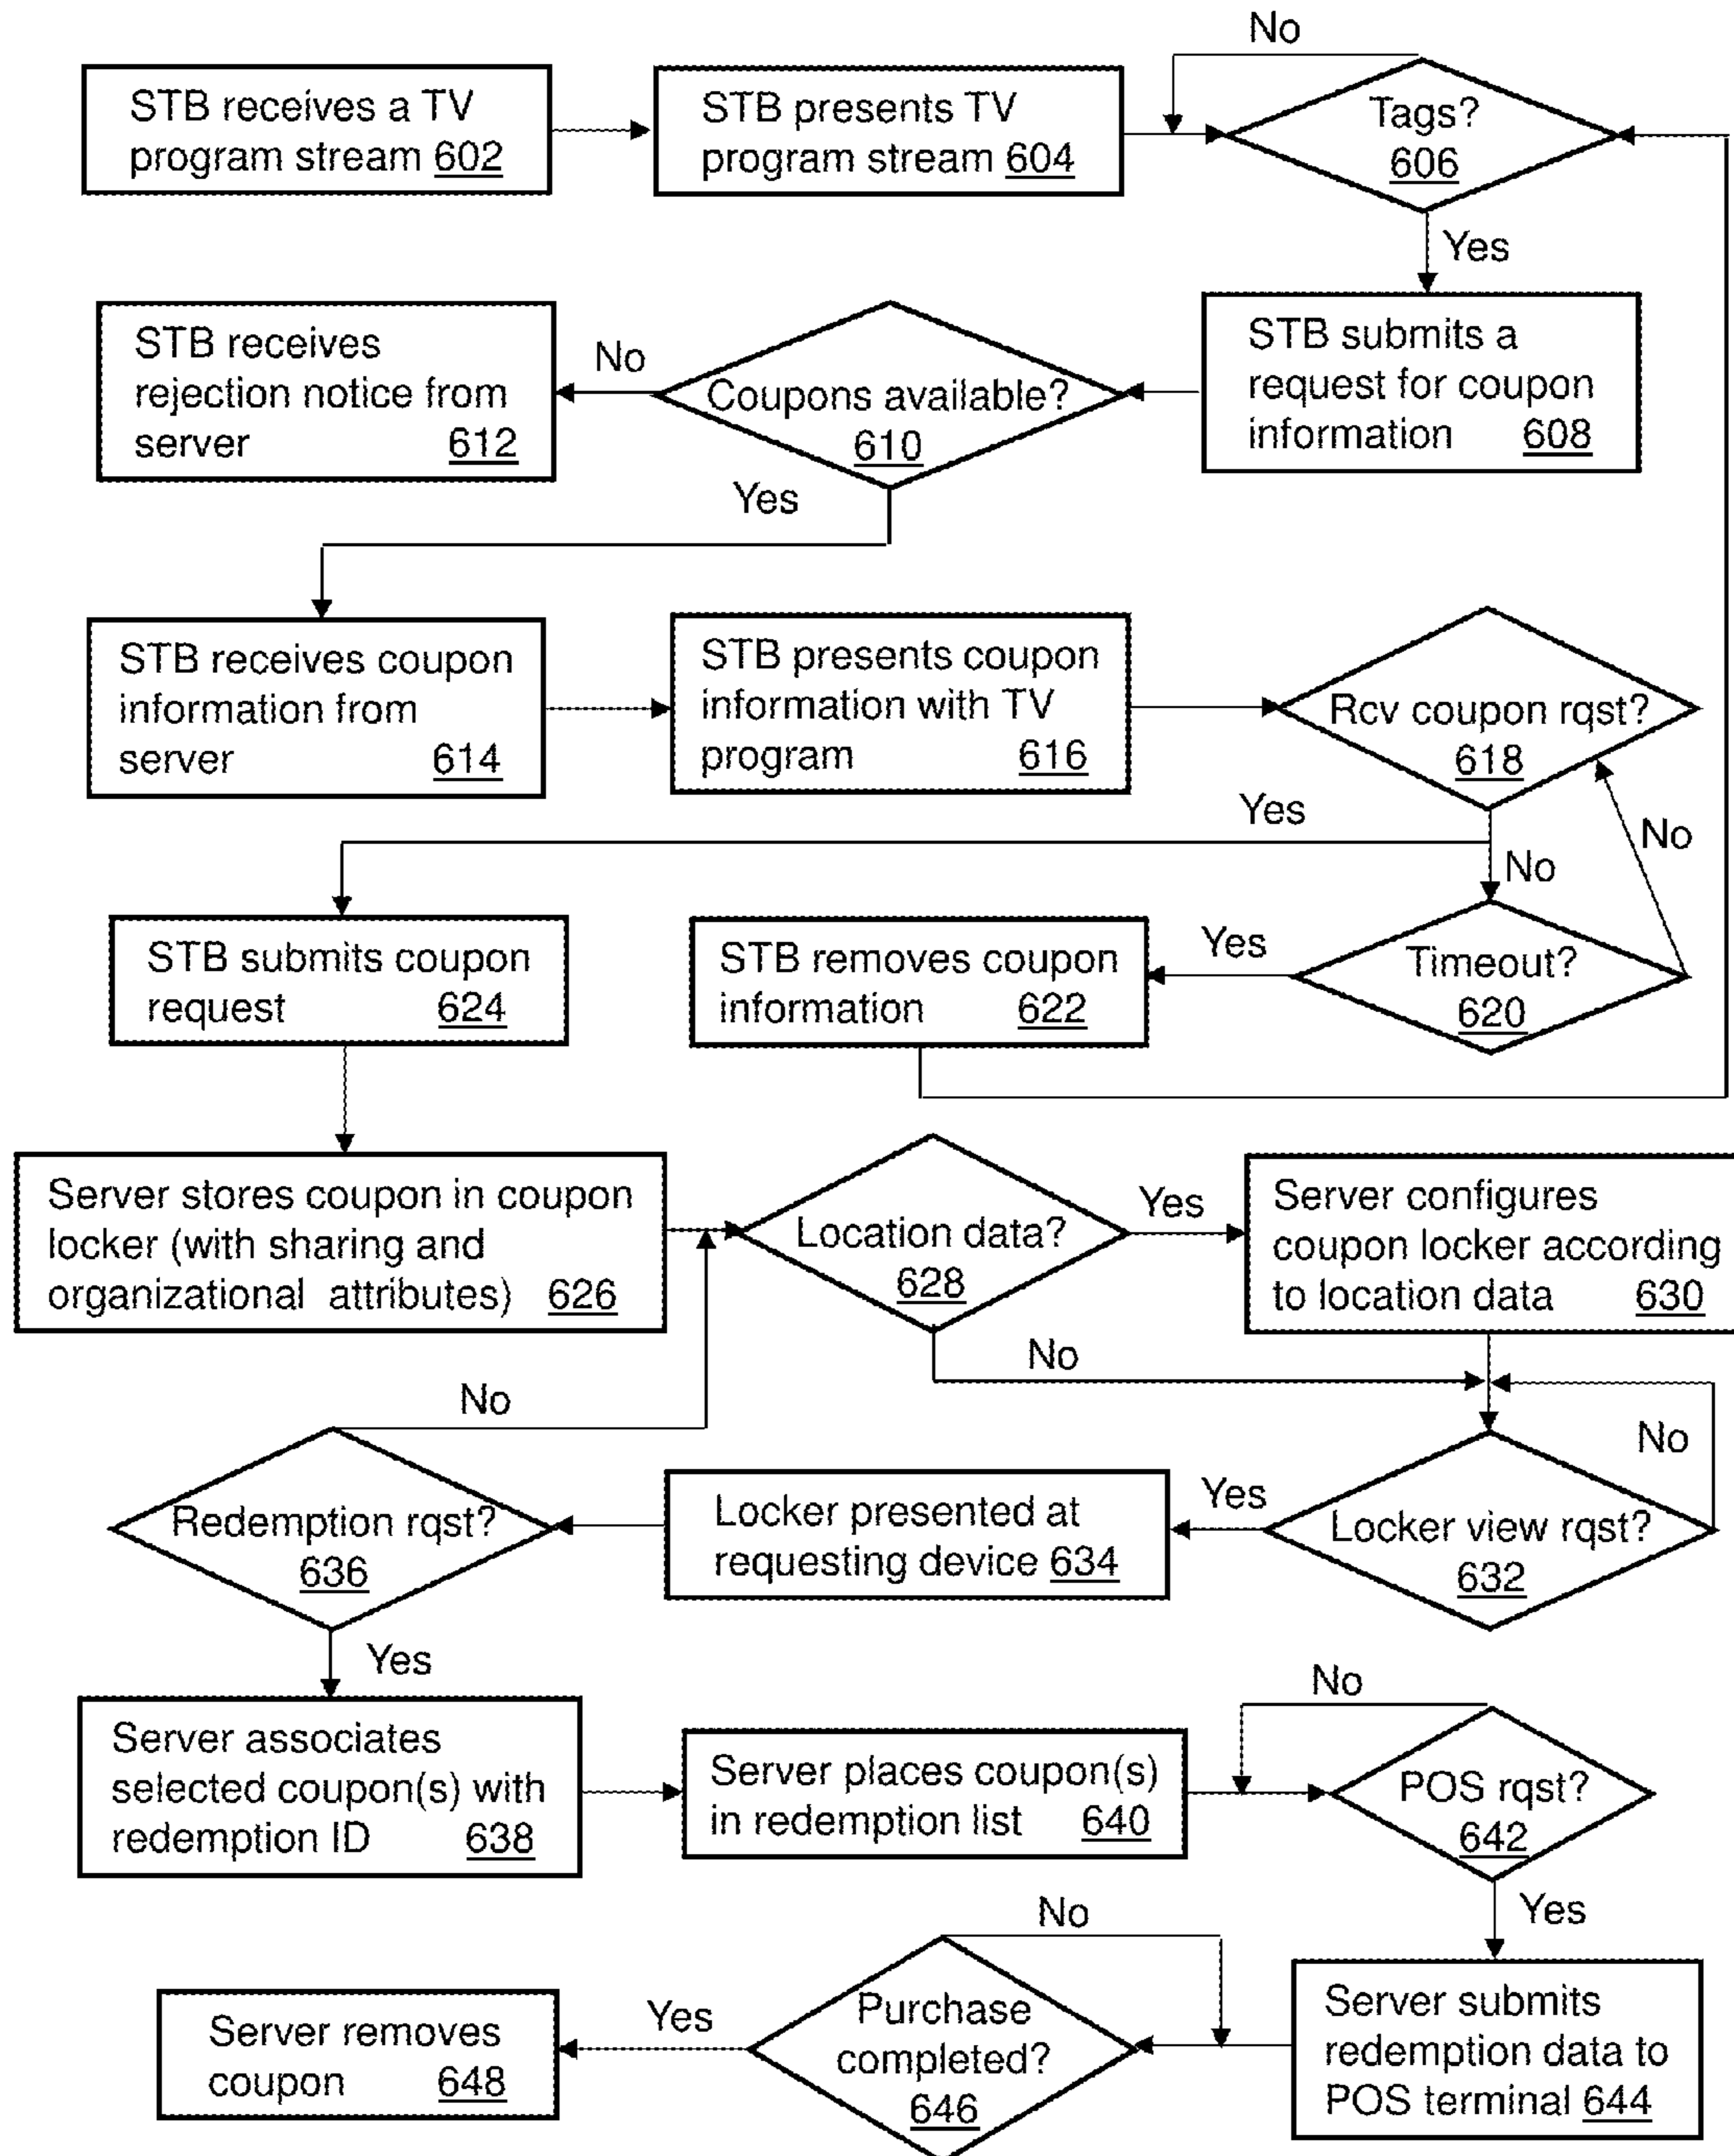 No
STB receives a TV
program stream 602
STB presents TV
program stream 604
Tags?
606
Yes
STB receives
rejection notice from
server 612
No
Coupons available?
610
STB submits a
request for coupon
information 608
Yes
STB receives coupon
information from
server 614
STB presents coupon
information with TV
program 616
Rcv coupon rqst?
618
Yes
No
No
STB submits coupon
request 624
STB removes coupon
information 622
Yes
Timeout?
620
Server stores coupon in coupon
locker (with sharing and
organizational attributes) 626
Location data?
628
Yes
Server configures
coupon locker according
to location data 630
No
No
No
Redemption rqst?
636
Locker presented at
requesting device 634
Yes
Locker view rqst?
632
Yes
No
Server associates
selected coupon(s) with
redemption ID 638
Server places coupon(s)
in redemption list 640
POS rqst?
642
Yes
No
Server removes
coupon 648
Yes
Purchase
completed?
646
Server submits
redemption data to
POS terminal 644